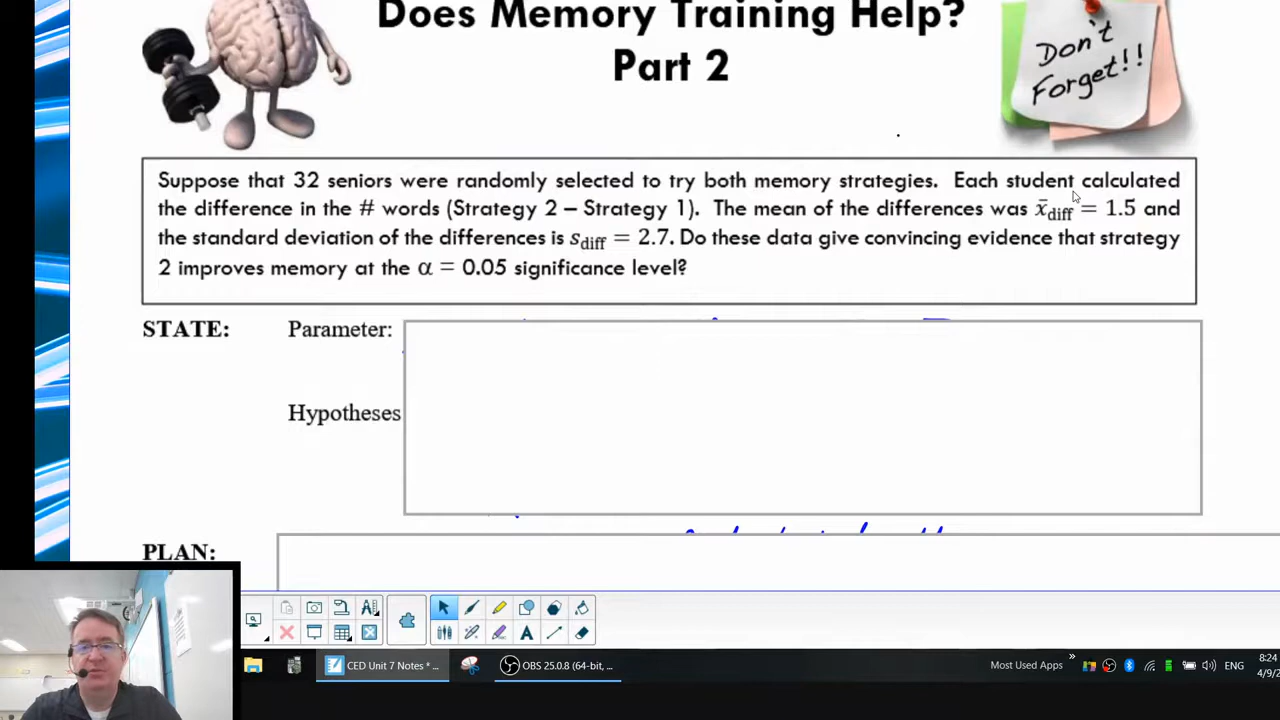 Does Memory Training Help?
Part 2
Don't
Forget!!
Suppose that 32 seniors were randomly selected to try both memory strategies. Each student calculated
the difference in the # words (Strategy 2 – Strategy 1). The mean of the differences was x̄diff = 1.5 and
the standard deviation of the differences is sdiff = 2.7. Do these data give convincing evidence that strategy
2 improves memory at the α = 0.05 significance level?
STATE: Parameter:
Hypotheses
PLAN:
CED Unit 7 Notes * ...
OBS 25.0.8 (64-bit, ...
Most Used Apps
ENG
8:24
4/9/2